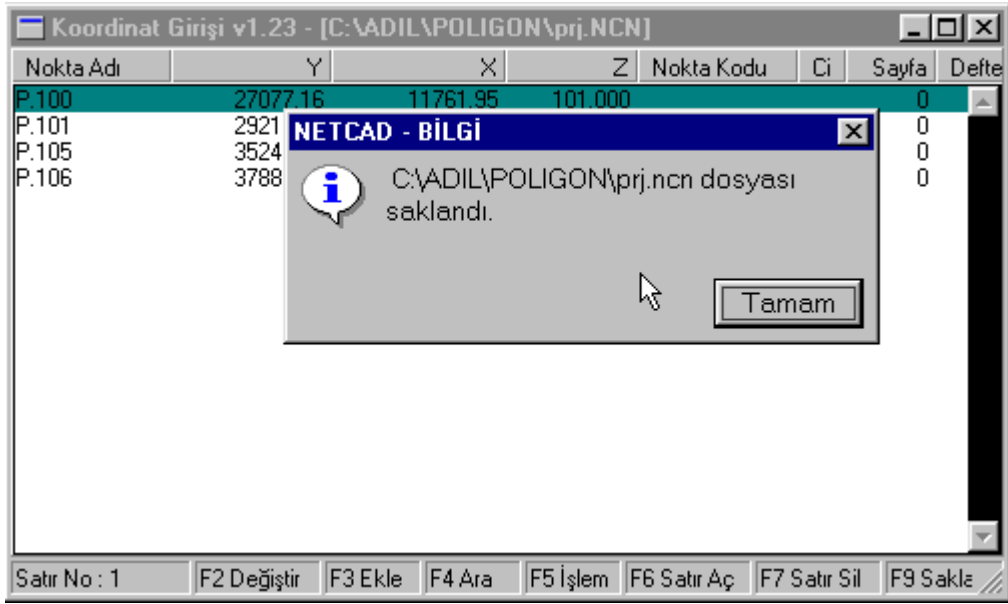 Koordinat Girişi v1.23 - [C:\ADIL\POLIGON\prj.NCN]
Nokta Adı Y X Z Nokta Kodu Ci Sayfa Defte
P.100 27077.16 11761.95 101.000 0
P.101 2921 0
P.105 3524 0
P.106 3788 0
NETCAD - BİLGİ
C:\ADIL\POLIGON\prj.ncn dosyası
saklandı.
Tamam
Satır No : 1 F2 Değiştir F3 Ekle F4 Ara F5 İşlem F6 Satır Aç F7 Satır Sil F9 Sakla